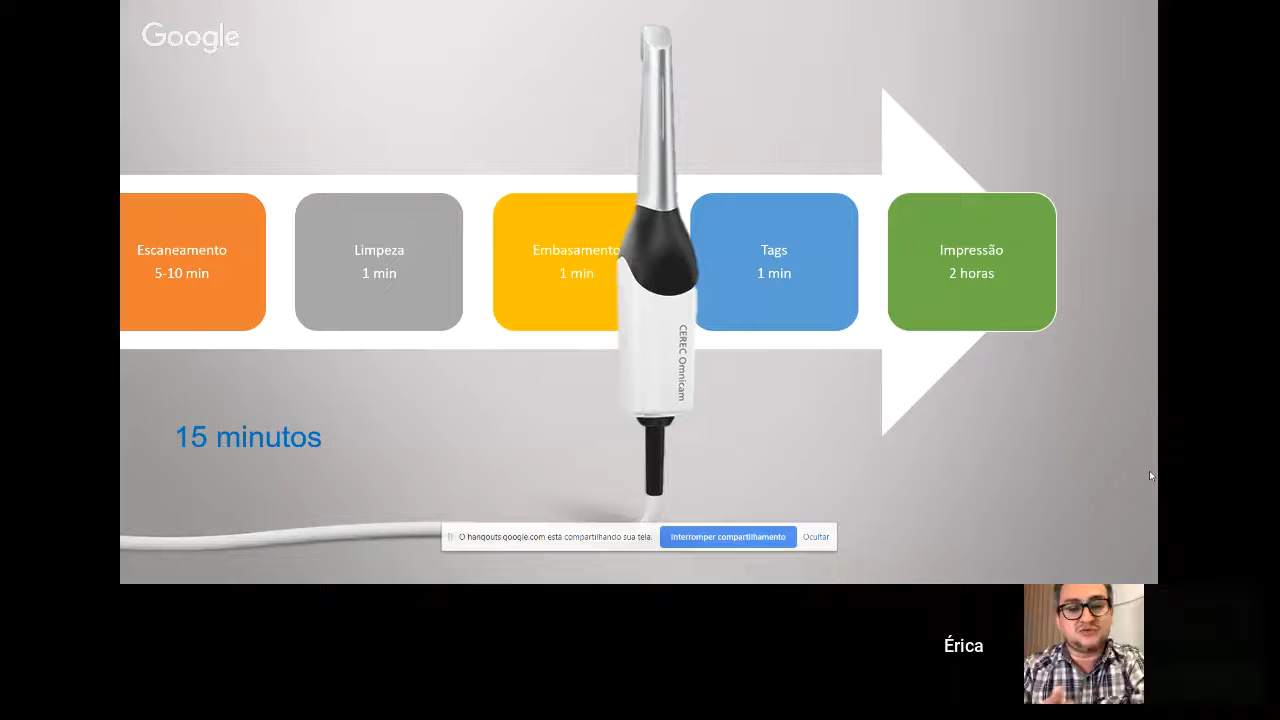 Google
Escaneamento
5-10 min
Limpeza
1 min
Embasamento
1 min
Tags
1 min
Impressão
2 horas
CEREC Omnicam
15 minutos
O hangouts.google.com está compartilhando sua tela.
Interromper compartilhamento
Ocultar
Érica